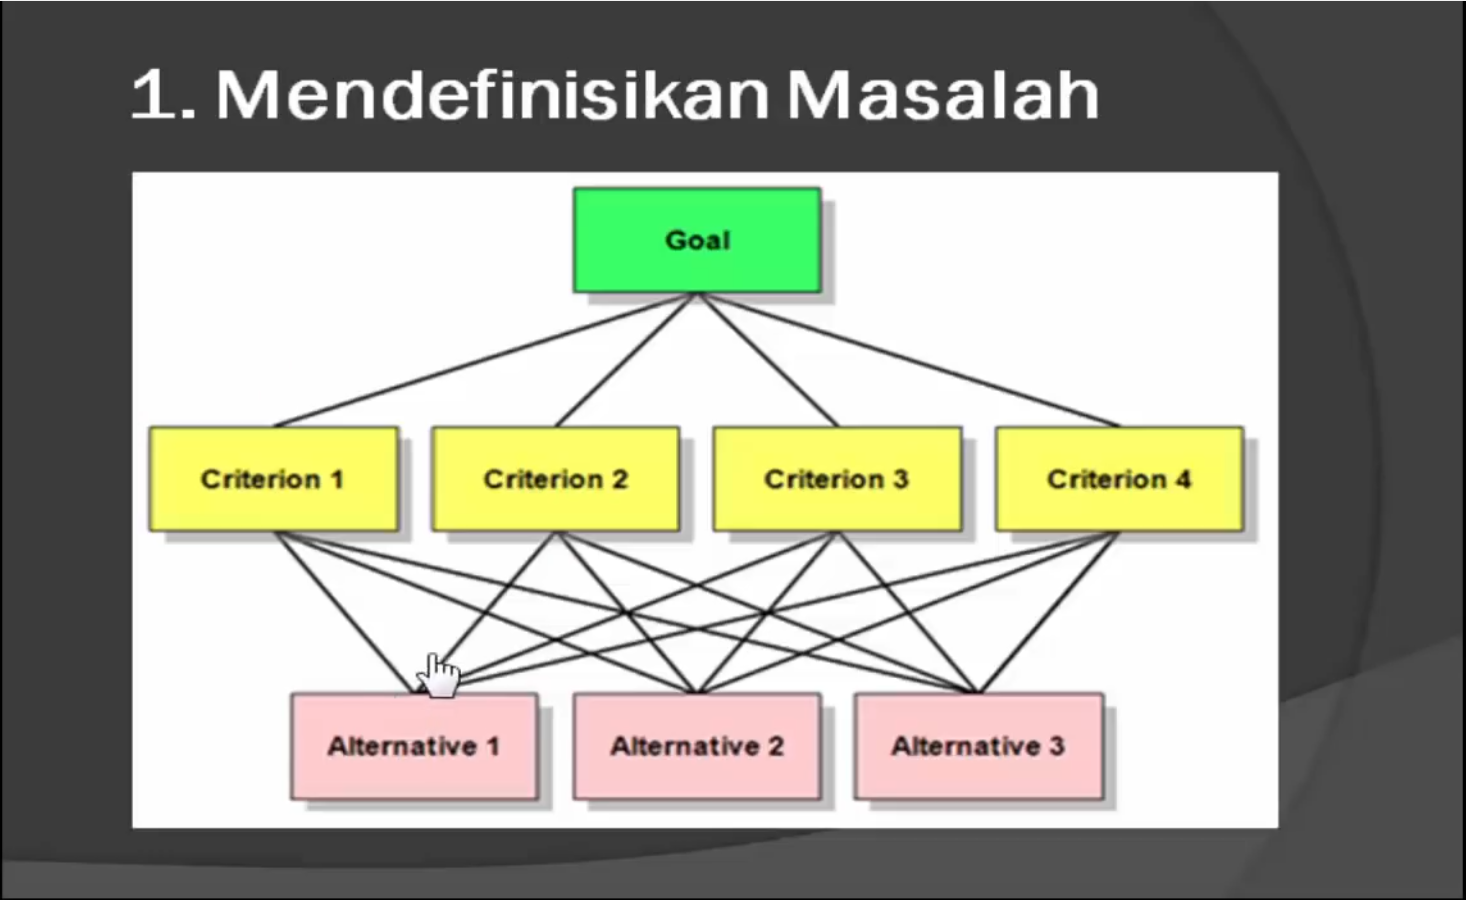 1. Mendefinisikan Masalah
Goal
Criterion 1
Criterion 2
Criterion 3
Criterion 4
Alternative 1
Alternative 2
Alternative 3